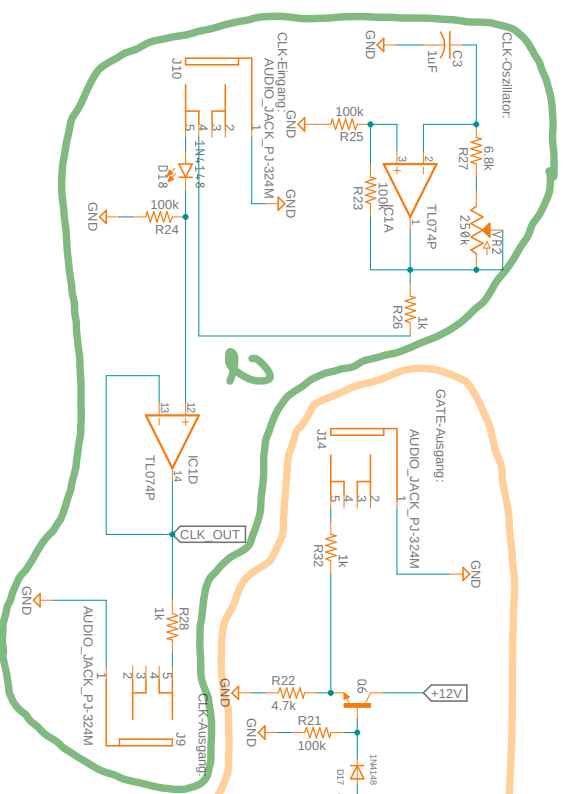 CLK-Oszillator:
C3
1uF
GND
6.8k
R27
VR2
250k
100k
R25
GND
2
3
1
100k
R23
IC1A
TL074P
1k
R26
CLK-Eingang:
AUDIO_JACK_PJ-324M
J10
1
2
3
4
5
GND
1N4148
D18
100k
R24
GND
12
13
14
IC1D
TL074P
CLK_OUT
R28
1k
GND
AUDIO_JACK_PJ-324M
1
2
3
4
5
J9
CLK-Ausgang:
GATE-Ausgang:
AUDIO_JACK_PJ-324M
J14
1
2
3
4
5
GND
1k
R32
Q6
+12V
R22
4.7k
GND
R21
100k
GND
1N4148
D17